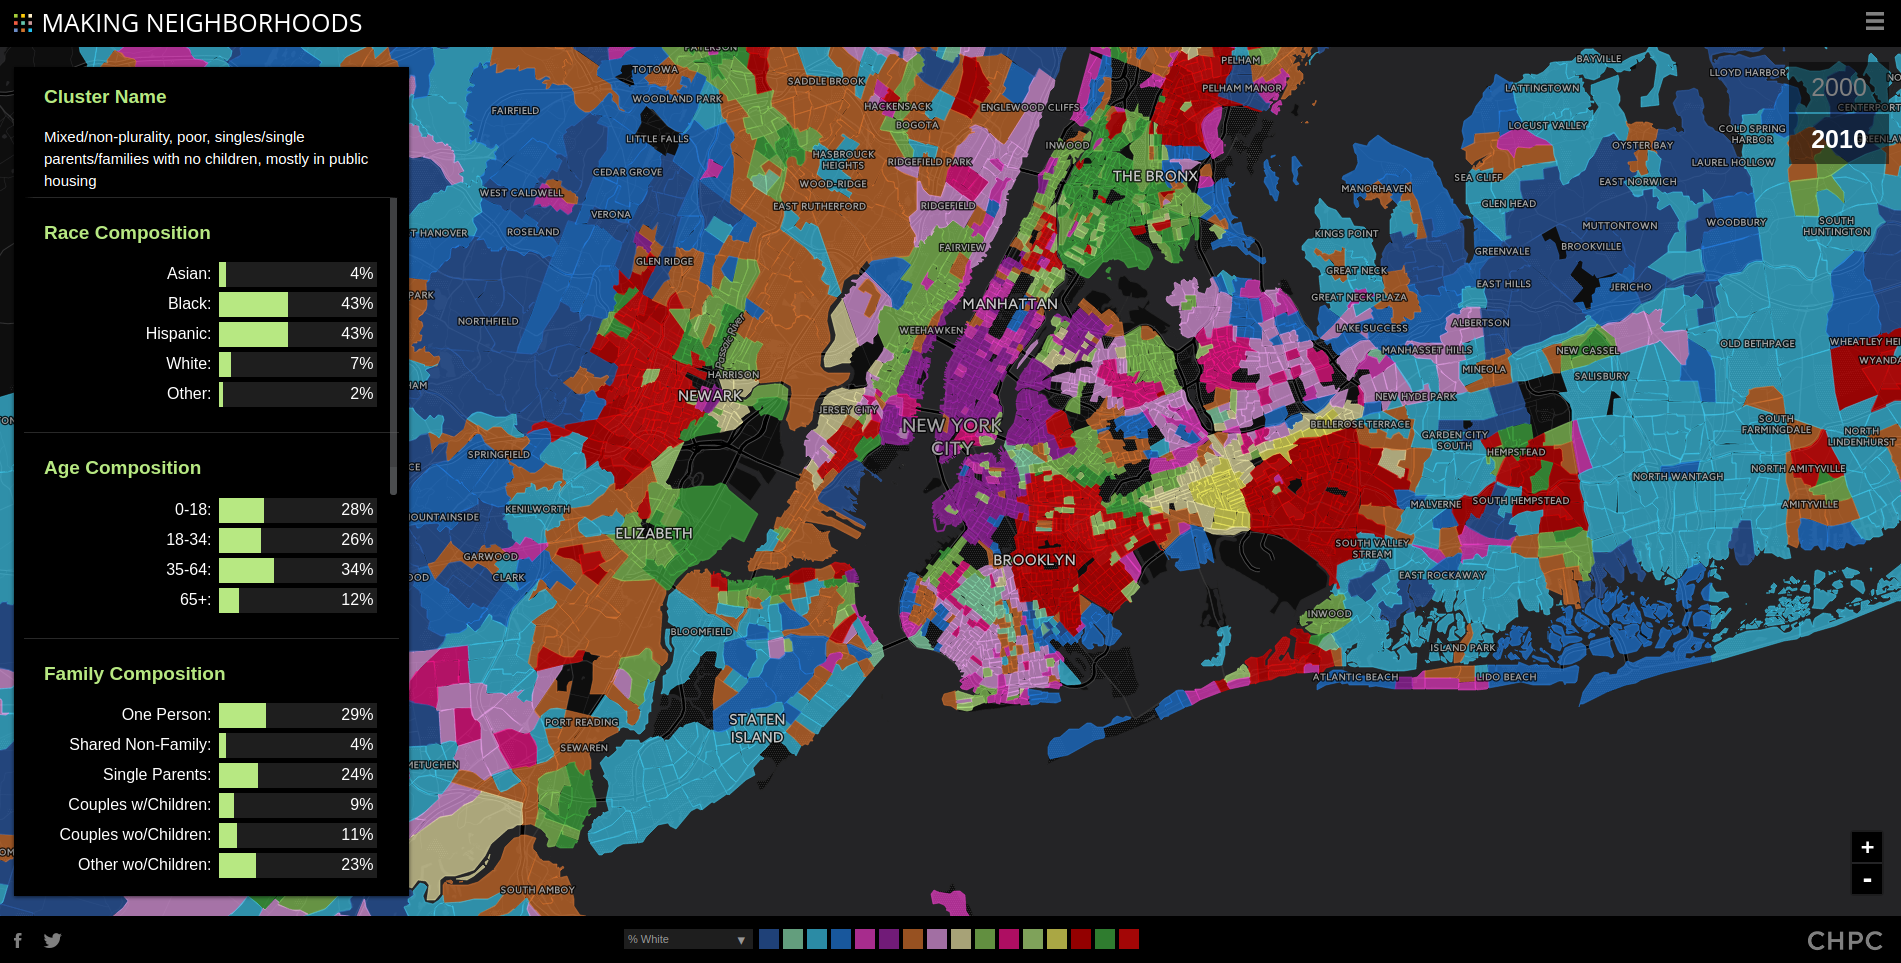 MAKING NEIGHBORHOODS
Cluster Name
Mixed/non-plurality, poor, singles/single
parents/families with no children, mostly in public
housing
Race Composition
Asian: 4%
Black: 43%
Hispanic: 43%
White: 7%
Other: 2%
Age Composition
0-18: 28%
18-34: 26%
35-64: 34%
65+: 12%
Family Composition
One Person: 29%
Shared Non-Family: 4%
Single Parents: 24%
Couples w/Children: 9%
Couples wo/Children: 11%
Other wo/Children: 23%
2000
2010
PATERSON
TOTOWA
SADDLE BROOK
PELHAM
BAYVILLE
LLOYD HARBOR
FAIRFIELD
WOODLAND PARK
HACKENSACK
ENGLEWOOD CLIFFS
PELHAM MANOR
LATTINGTOWN
CENTERPORT
LITTLE FALLS
BOGOTA
INWOOD
LOCUST VALLEY
COLD SPRING
HARBOR
OYSTER BAY
HASBROUCK
HEIGHTS
RIDGEFIELD PARK
LAUREL HOLLOW
CEDAR GROVE
THE BRONX
SEA CLIFF
EAST NORWICH
WEST CALDWELL
WOOD-RIDGE
MANORHAVEN
VERONA
EAST RUTHERFORD
RIDGEFIELD
GLEN HEAD
T HANOVER
ROSELAND
KINGS POINT
MUTTONTOWN
WOODBURY
SOUTH
HUNTINGTON
FAIRVIEW
GREENVALE
BROOKVILLE
GLEN RIDGE
GREAT NECK
PARK
MANHATTAN
GREAT NECK PLAZA
EAST HILLS
JERICHO
NORTHFIELD
Passaic River
WEEHAWKEN
LAKE SUCCESS
ALBERTSON
MANHASSET HILLS
NEW CASSEL
OLD BETHPAGE
WHEATLEY HEI
WYANDA
HARRISON
MINEOLA
SALISBURY
HAM
NEWARK
JERSEY CITY
NEW HYDE PARK
NEW YORK
CITY
BELLEROSE TERRACE
GARDEN CITY
SOUTH
SOUTH
FARMINGDALE
NORTH
LINDENHURST
SPRINGFIELD
HEMPSTEAD
NORTH WANTAGH
NORTH AMITYVILLE
CE
KENILWORTH
MALVERNE
SOUTH HEMPSTEAD
AMITYVILLE
OUNTAINSIDE
ELIZABETH
SOUTH VALLEY
STREAM
GARWOOD
BROOKLYN
OOD
CLARK
EAST ROCKAWAY
INWOOD
BLOOMFIELD
ISLAND PARK
ATLANTIC BEACH
LIDO BEACH
STATEN
ISLAND
PORT READING
SEWAREN
METUCHEN
SOUTH AMBOY
+
-
% White
CHPC